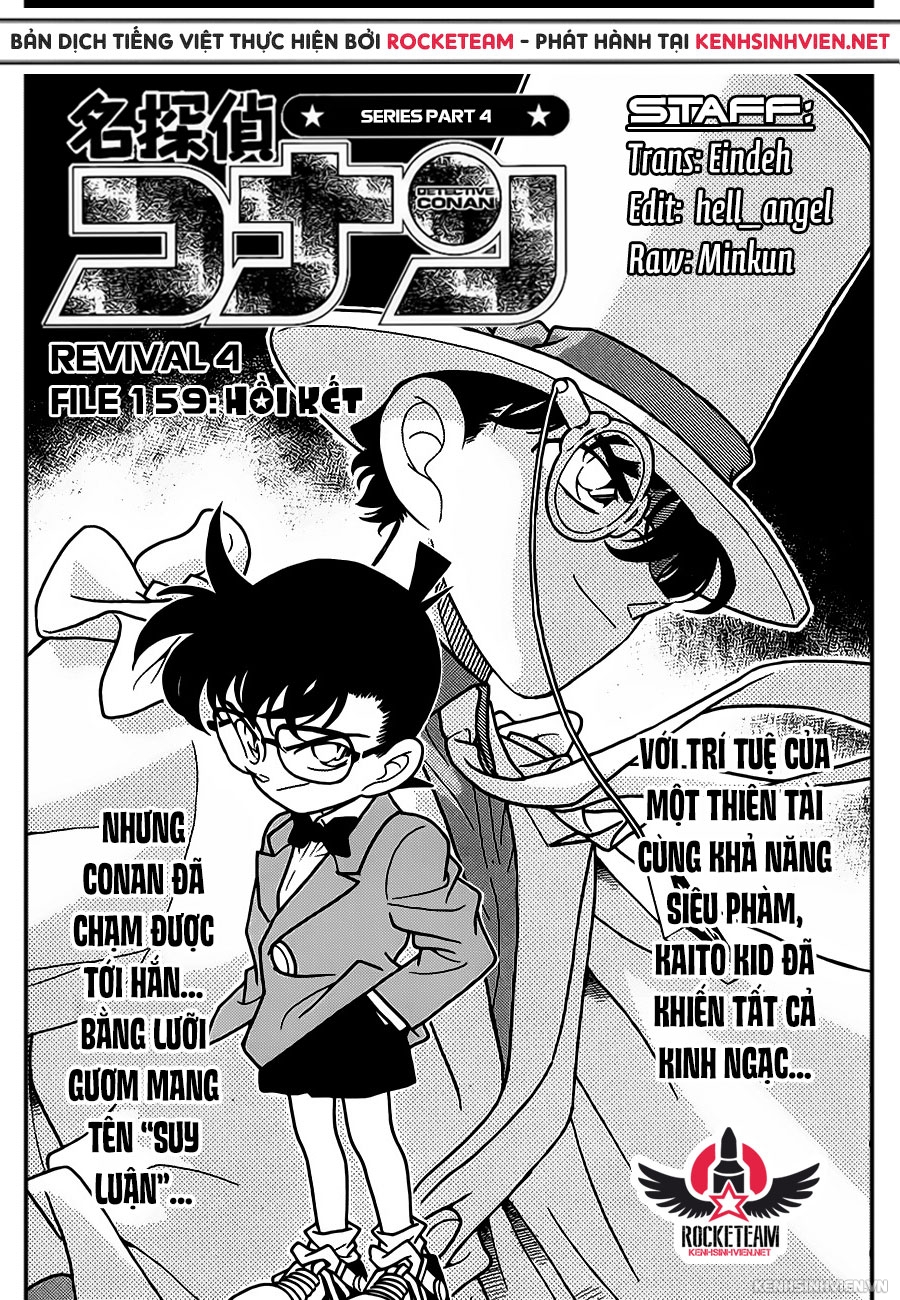 BẢN DỊCH TIẾNG VIỆT THỰC HIỆN BỞI ROCKETEAM - PHÁT HÀNH TẠI KENHSINHVIEN.NET
名探偵
SERIES PART 4
コナン
DETECTIVE
CONAN
STAFF:
Trans: Eindeh
Edit: hell_angel
Raw: Minkun
REVIVAL 4
FILE 159: HỒI KẾT
VỚI TRÍ TUỆ CỦA
MỘT THIÊN TÀI
CÙNG KHẢ NĂNG
SIÊU PHÀM,
KAITO KID ĐÃ
KHIẾN TẤT CẢ
KINH NGẠC...
NHƯNG
CONAN ĐÃ
CHẠM ĐƯỢC
TỚI HẮN...
BẰNG LƯỠI
GƯƠM MANG
TÊN “SUY
LUẬN”...
ROCKETEAM
KENHSINHVIEN.NET
KENHSINHVIEN.VN